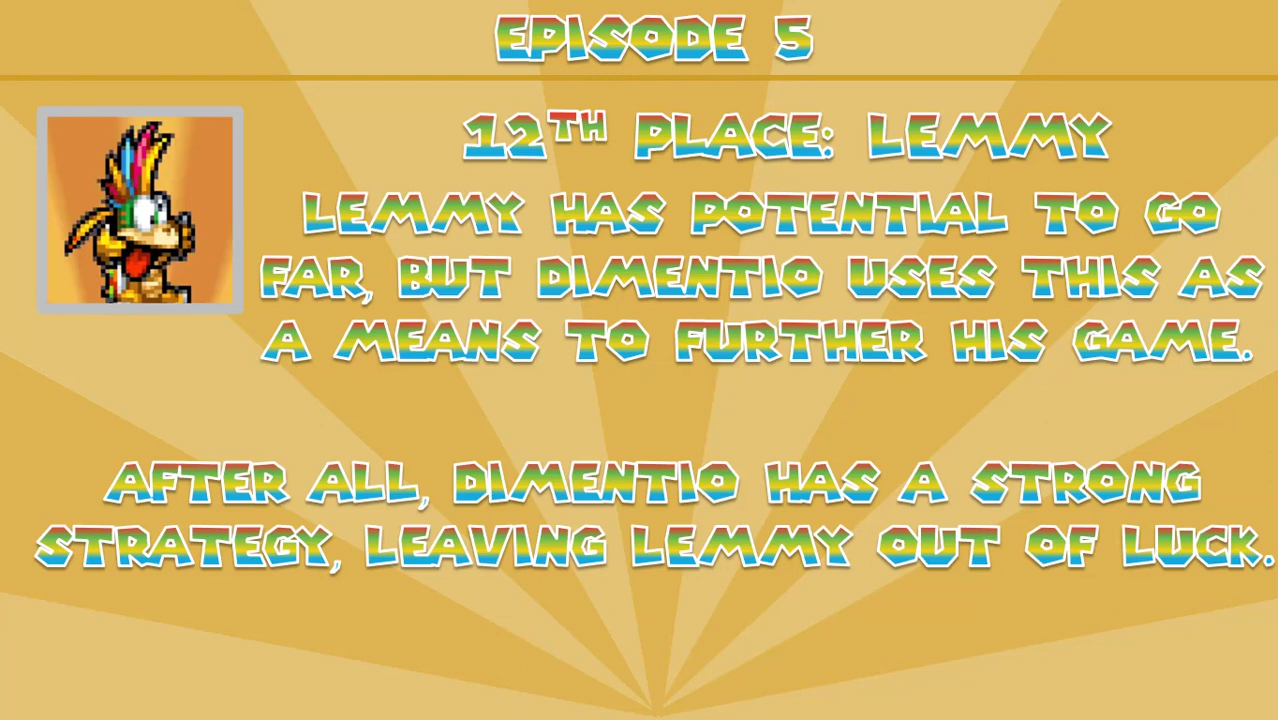 EPISODE 5
12TH PLACE: LEMMY
LEMMY HAS POTENTIAL TO GO
FAR, BUT DIMENTIO USES THIS AS
A MEANS TO FURTHER HIS GAME.
AFTER ALL, DIMENTIO HAS A STRONG
STRATEGY, LEAVING LEMMY OUT OF LUCK.